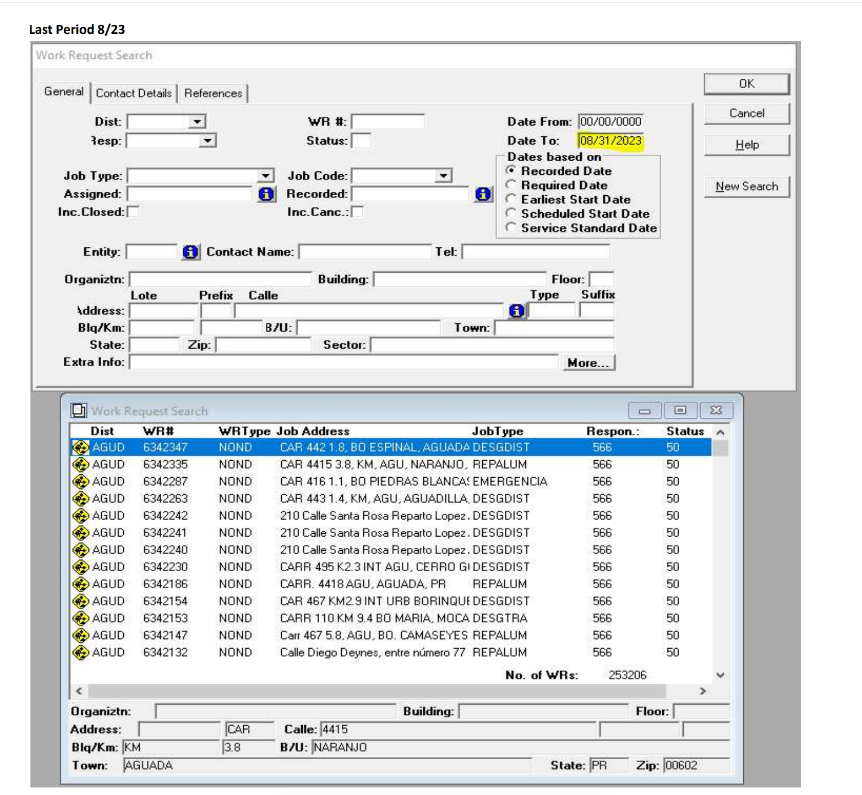 Last Period 8/23
Work Request Search
General Contact Details References
OK
Cancel
Help
New Search
Dist: WR #: Date From: 00/00/0000
Resp: Status: Date To: 08/31/2023
Dates based on
Recorded Date
Job Type: Job Code: Required Date
Assigned: Recorded: Earliest Start Date
Inc.Closed: Inc.Canc.: Scheduled Start Date
Service Standard Date
Entity: Contact Name: Tel:
Organiztn: Building: Floor:
Lote Prefix Calle Type Suffix
Address:
Blq/Km: B/U: Town:
State: Zip: Sector:
Extra Info: More...
Work Request Search
Dist WR# WRType Job Address JobType Respon.: Status
AGUD 6342347 NOND CAR 442 1.8, BO ESPINAL, AGUADA DESGDIST 566 50
AGUD 6342335 NOND CAR 4415 3.8, KM, AGU, NARANJO, REPALUM 566 50
AGUD 6342287 NOND CAR 416 1.1, BO PIEDRAS BLANCAS EMERGENCIA 566 50
AGUD 6342263 NOND CAR 443 1.4, KM, AGU, AGUADILLA, DESGDIST 566 50
AGUD 6342242 NOND 210 Calle Santa Rosa Reparto Lopez DESGDIST 566 50
AGUD 6342241 NOND 210 Calle Santa Rosa Reparto Lopez DESGDIST 566 50
AGUD 6342240 NOND 210 Calle Santa Rosa Reparto Lopez DESGDIST 566 50
AGUD 6342230 NOND CARR 495 K2.3 INT AGU, CERRO G DESGDIST 566 50
AGUD 6342186 NOND CARR. 4418 AGU, AGUADA, PR REPALUM 566 50
AGUD 6342154 NOND CAR 467 KM2.9 INT URB BORINQUE DESGDIST 566 50
AGUD 6342153 NOND CARR 110 KM 9.4 BO MARIA, MOCA DESGTRA 566 50
AGUD 6342147 NOND Carr 467 5.8, AGU, BO. CAMASEYES REPALUM 566 50
AGUD 6342132 NOND Calle Diego Deynes, entre número 77 REPALUM 566 50
No. of WRs: 253206
Organiztn: Building: Floor:
Address: CAR Calle: 4415
Blq/Km: KM 3.8 B/U: NARANJO
Town: AGUADA State: PR Zip: 00602